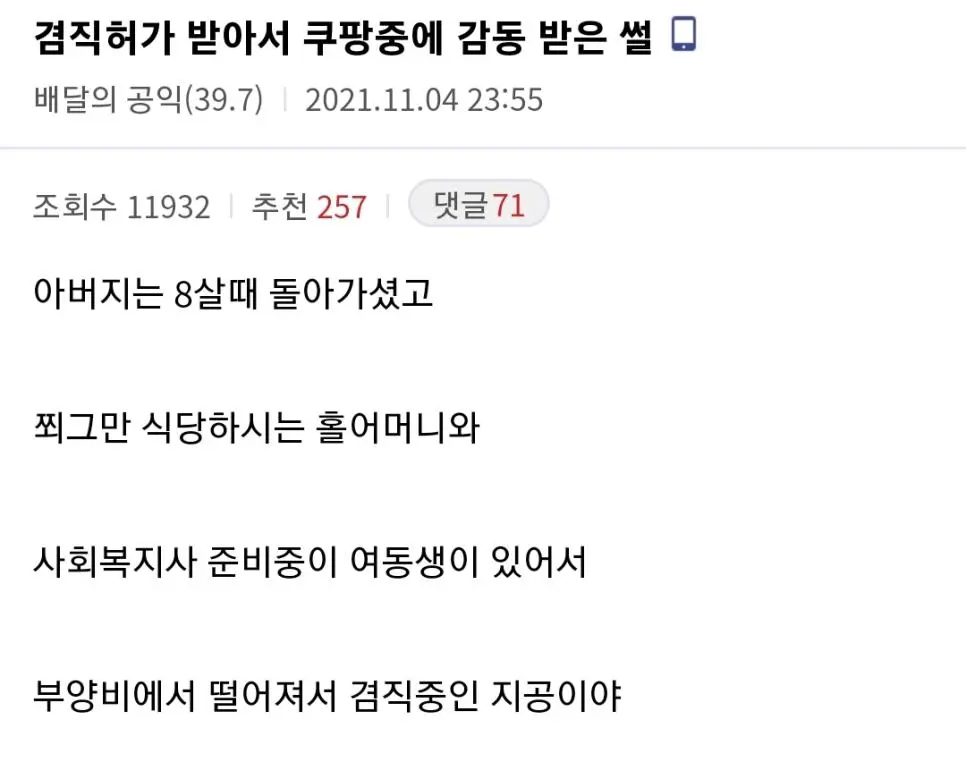 겸직허가 받아서 쿠팡중에 감동 받은 썰
배달의 공익(39.7) | 2021.11.04 23:55
조회수 11932 | 추천 257 | 댓글71
아버지는 8살때 돌아가셨고
쬐그만 식당하시는 홀어머니와
사회복지사 준비중이 여동생이 있어서
부양비에서 떨어져서 겸직중인 지공이야